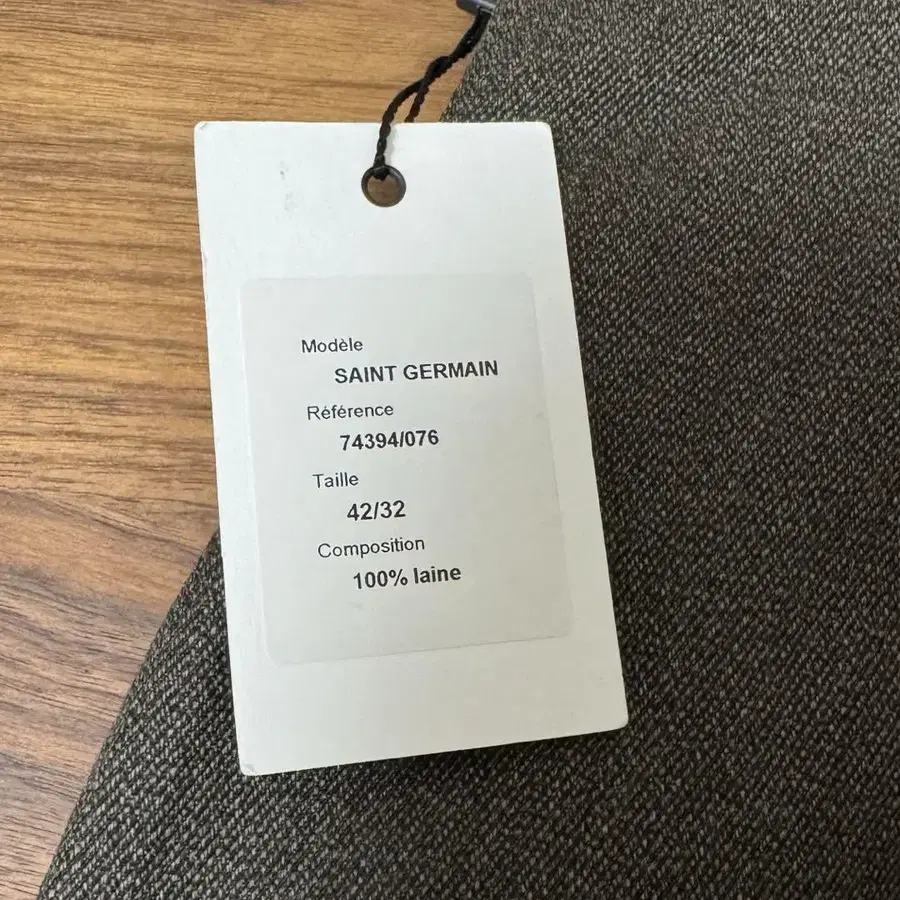 Modèle
SAINT GERMAIN
Référence
74394/076
Taille
42/32
Composition
100% laine